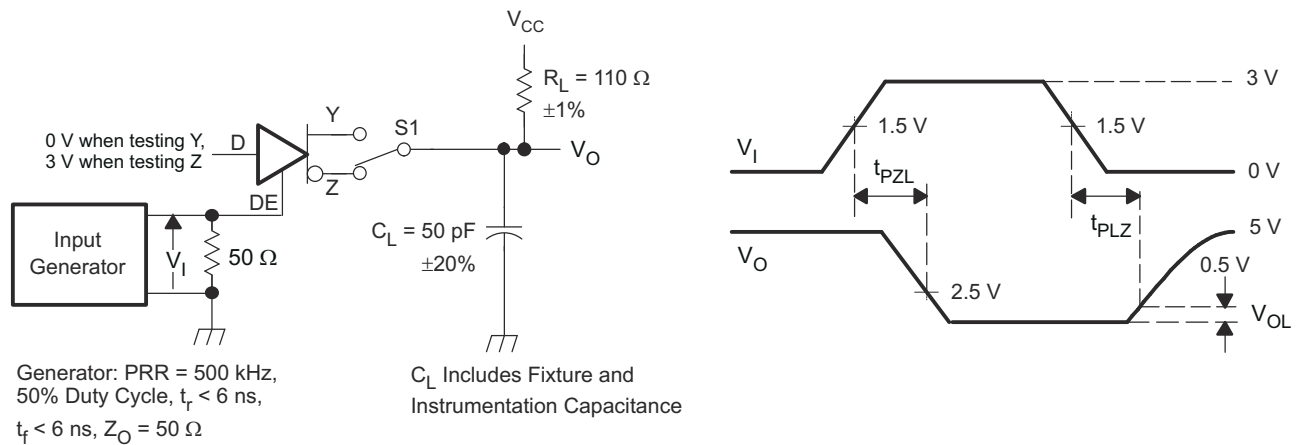 V_CC
R_L = 110 Ω
±1%
Y
S1
0 V when testing Y,
3 V when testing Z
D
Z
V_O
DE
Input
Generator
V_I
50 Ω
C_L = 50 pF
±20%
Generator: PRR = 500 kHz,
50% Duty Cycle, t_r < 6 ns,
t_f < 6 ns, Z_O = 50 Ω
C_L Includes Fixture and
Instrumentation Capacitance
3 V
1.5 V
1.5 V
V_I
0 V
t_PZL
t_PLZ
5 V
V_O
0.5 V
2.5 V
V_OL